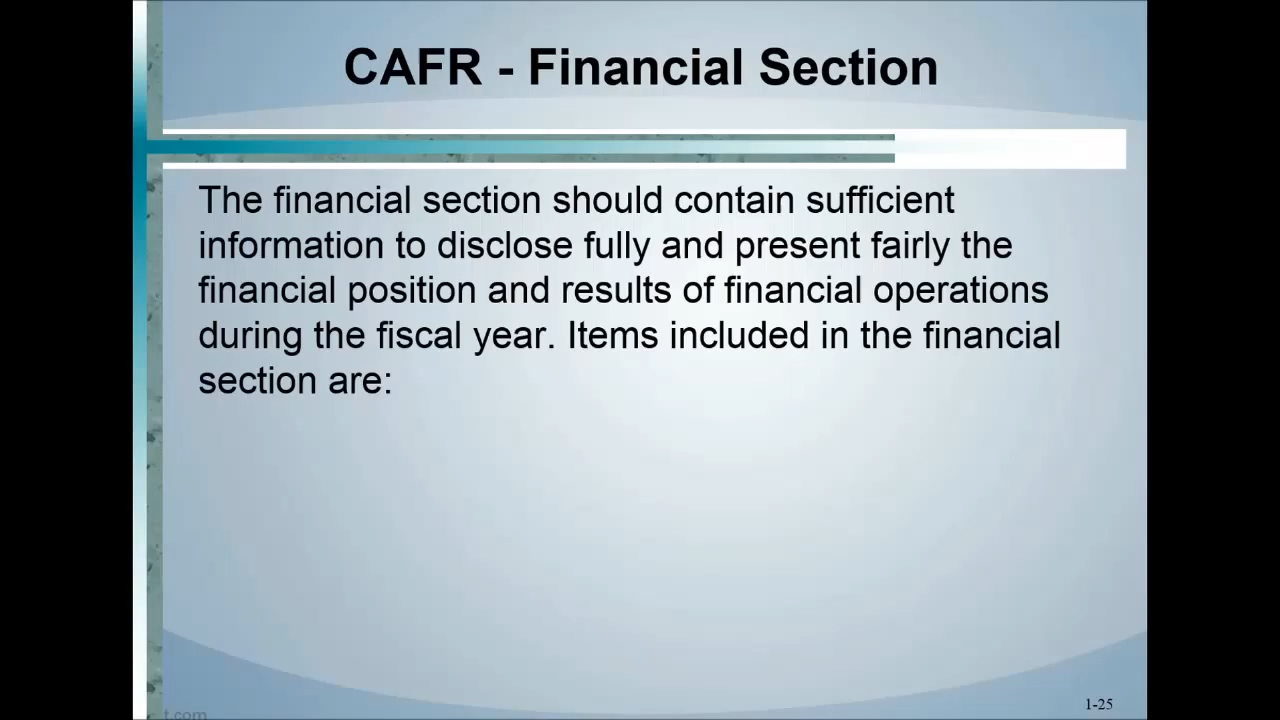 CAFR - Financial Section
The financial section should contain sufficient
information to disclose fully and present fairly the
financial position and results of financial operations
during the fiscal year. Items included in the financial
section are:
1-25
t.com